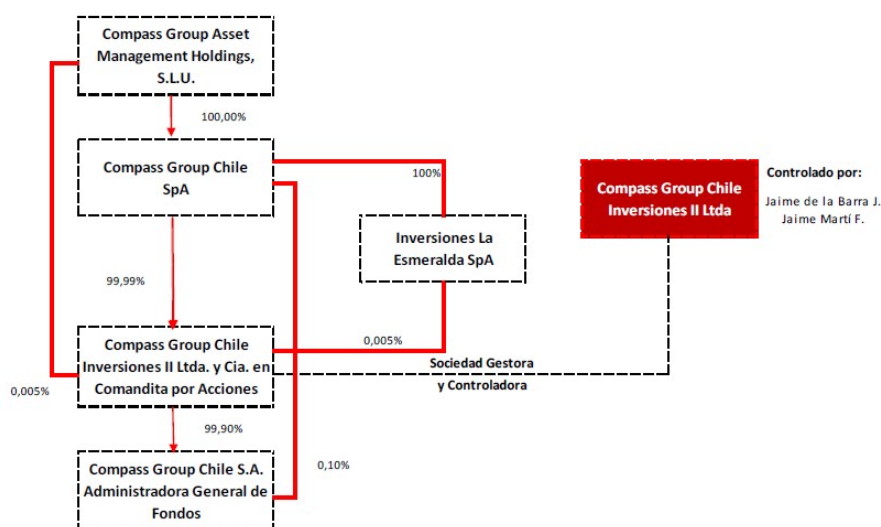 Compass Group Asset
Management Holdings,
S.L.U.
100,00%
Compass Group Chile
SpA
100%
Compass Group Chile
Inversiones II Ltda
Controlado por:
Jaime de la Barra J.
Jaime Martí F.
Inversiones La
Esmeralda SpA
99,99%
Compass Group Chile
Inversiones II Ltda. y Cia. en
Comandita por Acciones
0,005%
Sociedad Gestora
y Controladora
0,005%
99,90%
Compass Group Chile S.A.
Administradora General de
Fondos
0,10%